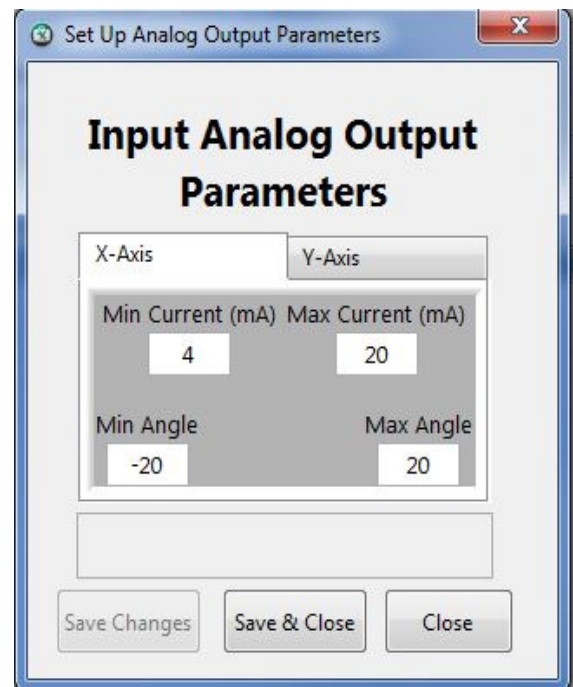 Set Up Analog Output Parameters
x
Input Analog Output
Parameters
X-Axis Y-Axis
Min Current (mA) Max Current (mA)
4 20
Min Angle Max Angle
-20 20
Save Changes Save & Close Close